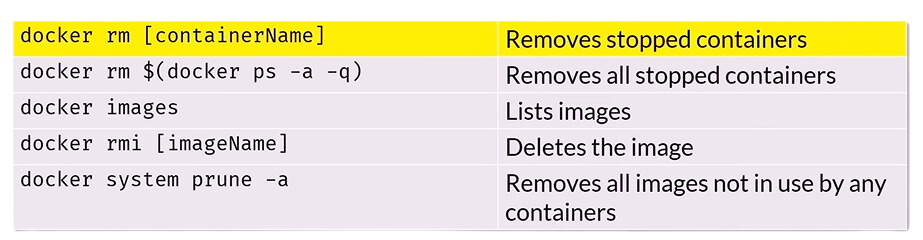 docker rm [containerName] Removes stopped containers
docker rm $(docker ps -a -q) Removes all stopped containers
docker images Lists images
docker rmi [imageName] Deletes the image
docker system prune -a Removes all images not in use by any
containers